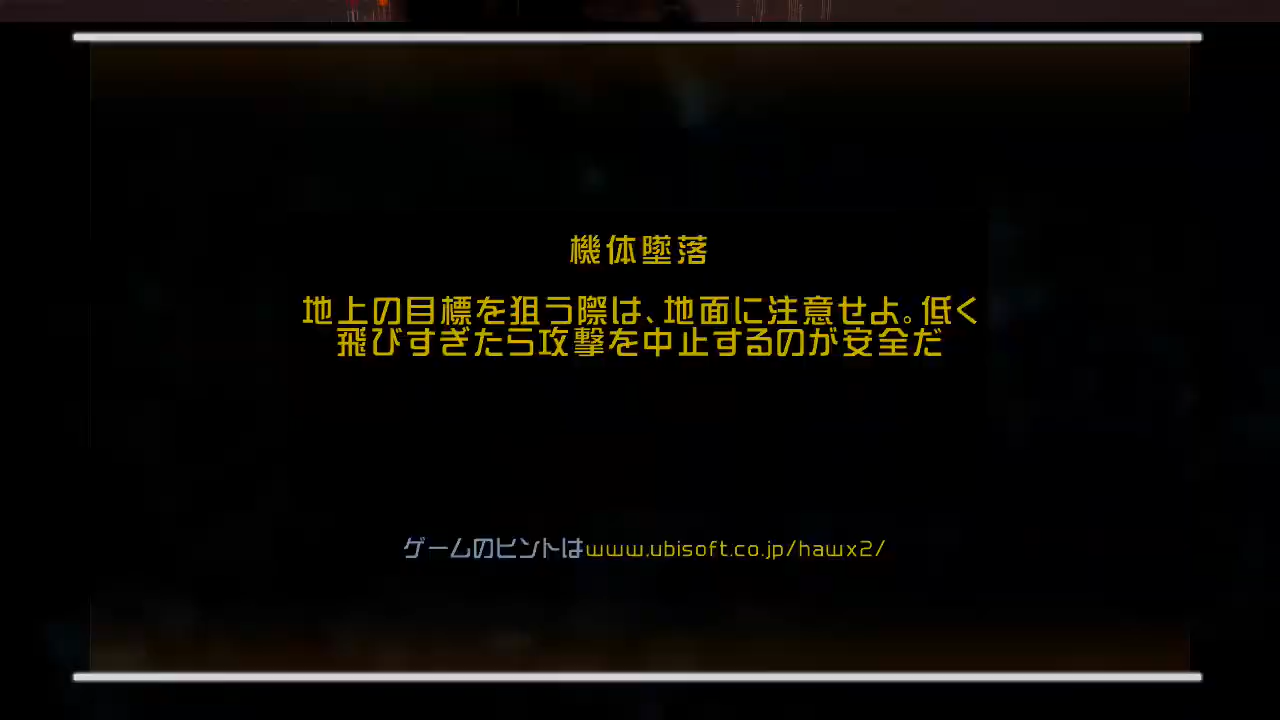 機体墜落
地上の目標を狙う際は、地面に注意せよ。低く
飛びすぎたら攻撃を中止するのが安全だ
ゲームのヒントはwww.ubisoft.co.jp/hawx2/